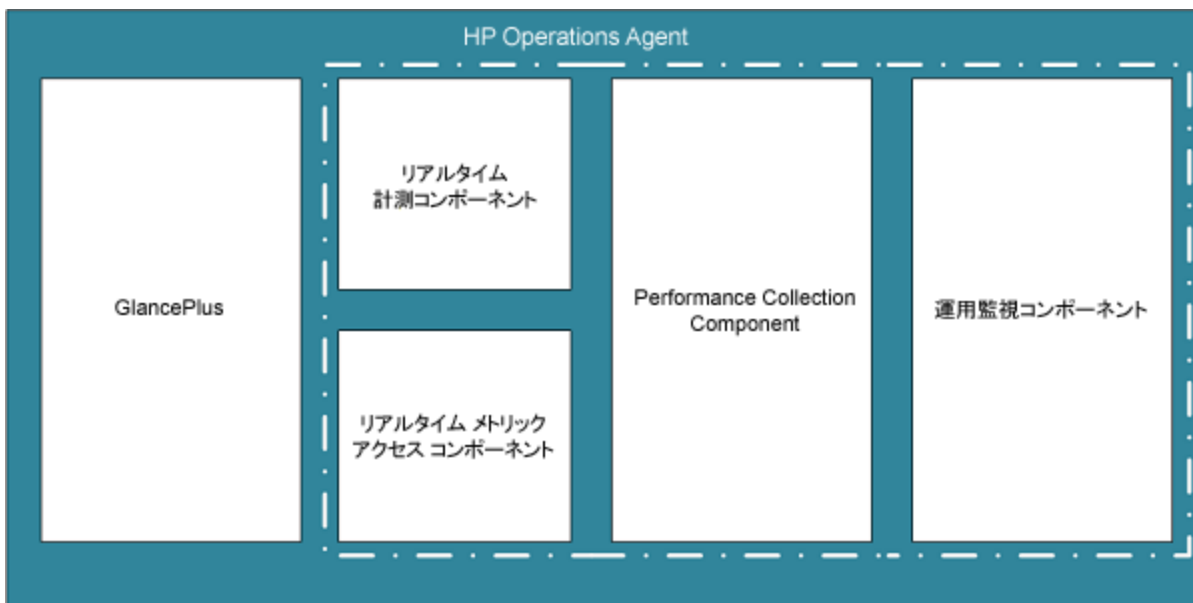 HP Operations Agent
GlancePlus
リアルタイム
計測コンポーネント
リアルタイム メトリック
アクセス コンポーネント
Performance Collection
Component
運用監視コンポーネント